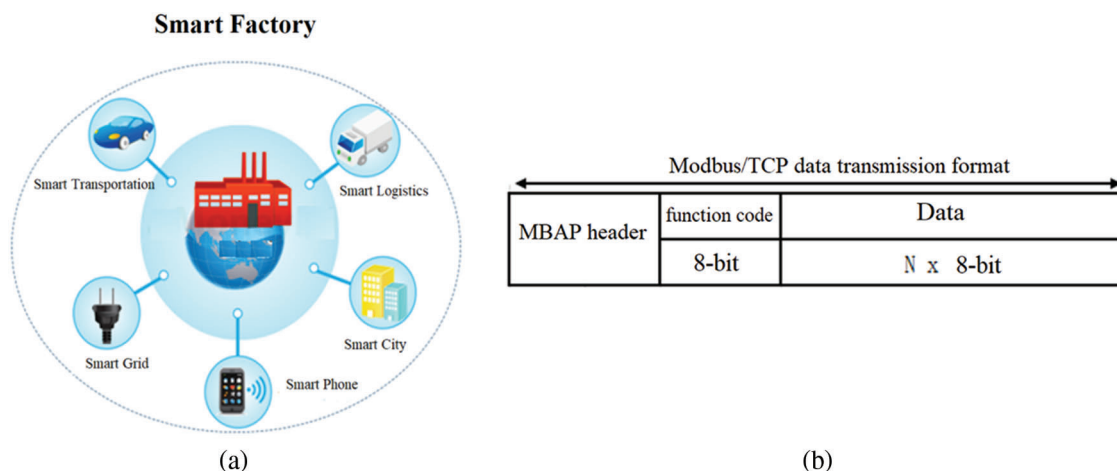 Smart Factory
Smart Transportation
Smart Logistics
Smart Grid
Smart City
Smart Phone
(a)
Modbus/TCP data transmission format
MBAP header
function code
Data
8-bit
N x 8-bit
(b)